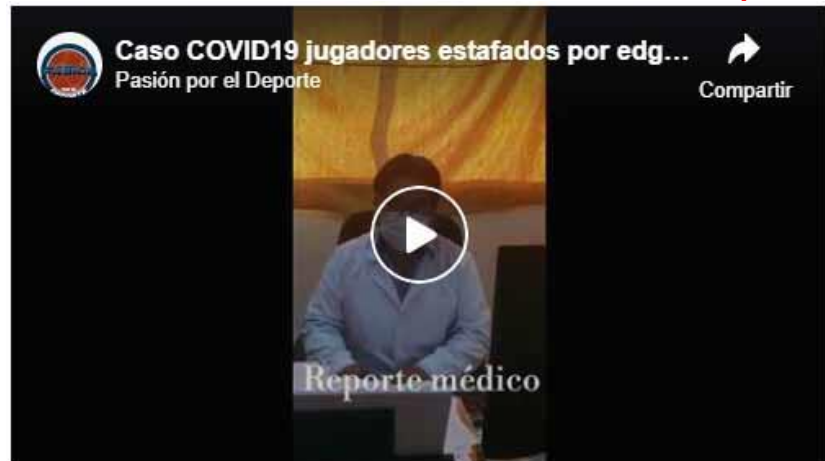 Caso COVID19 jugadores estafados por edg...
Pasión por el Deporte
Compartir
Reporte médico